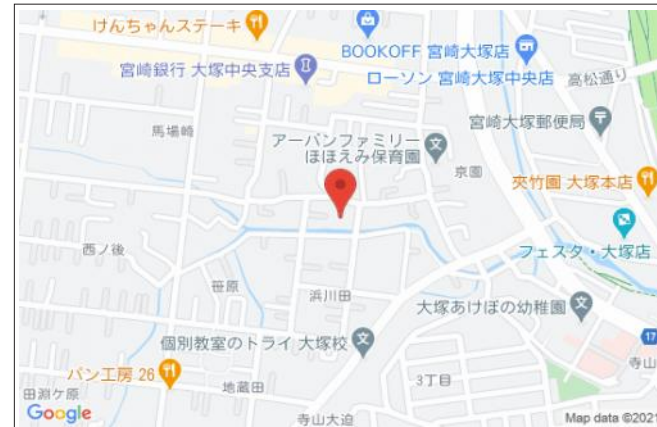 けんちゃんステーキ
BOOKOFF 宮崎大塚店
宮崎銀行 大塚中央支店
ローソン 宮崎大塚中央店
高松通り
馬場崎
宮崎大塚郵便局
アーバンファミリー
ほほえみ保育園
京園
夾竹園 大塚本店
西ノ後
フェスタ・大塚店
笹原
浜川田
大塚あけぼの幼稚園
個別教室のトライ 大塚校
17
寺山
パン工房 26
3丁目
田淵ケ原
地蔵田
Google
寺山大迫
Map data ©2021